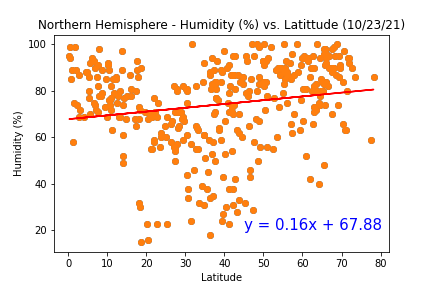 Northern Hemisphere - Humidity (%) vs. Latittude (10/23/21)
100
80
60
40
20
Humidity (%)
y = 0.16x + 67.88
0 10 20 30 40 50 60 70 80
Latitude